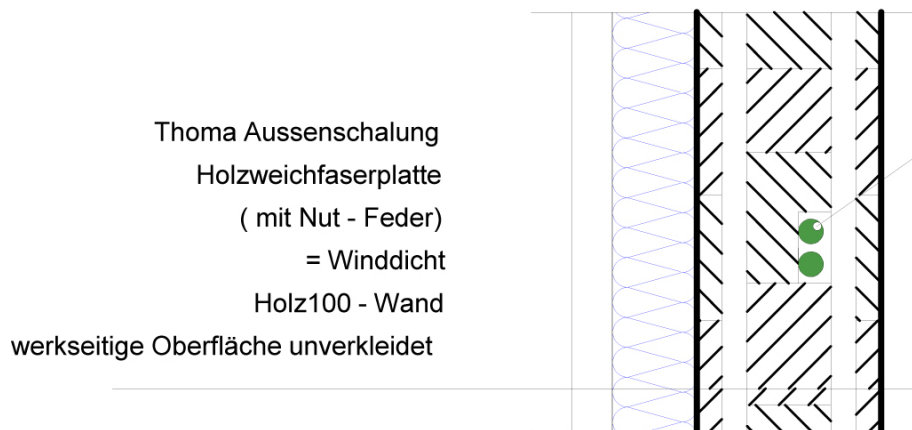 Thoma Aussenschalung
Holzweichfaserplatte
( mit Nut - Feder)
= Winddicht
Holz100 - Wand
werkseitige Oberfläche unverkleidet